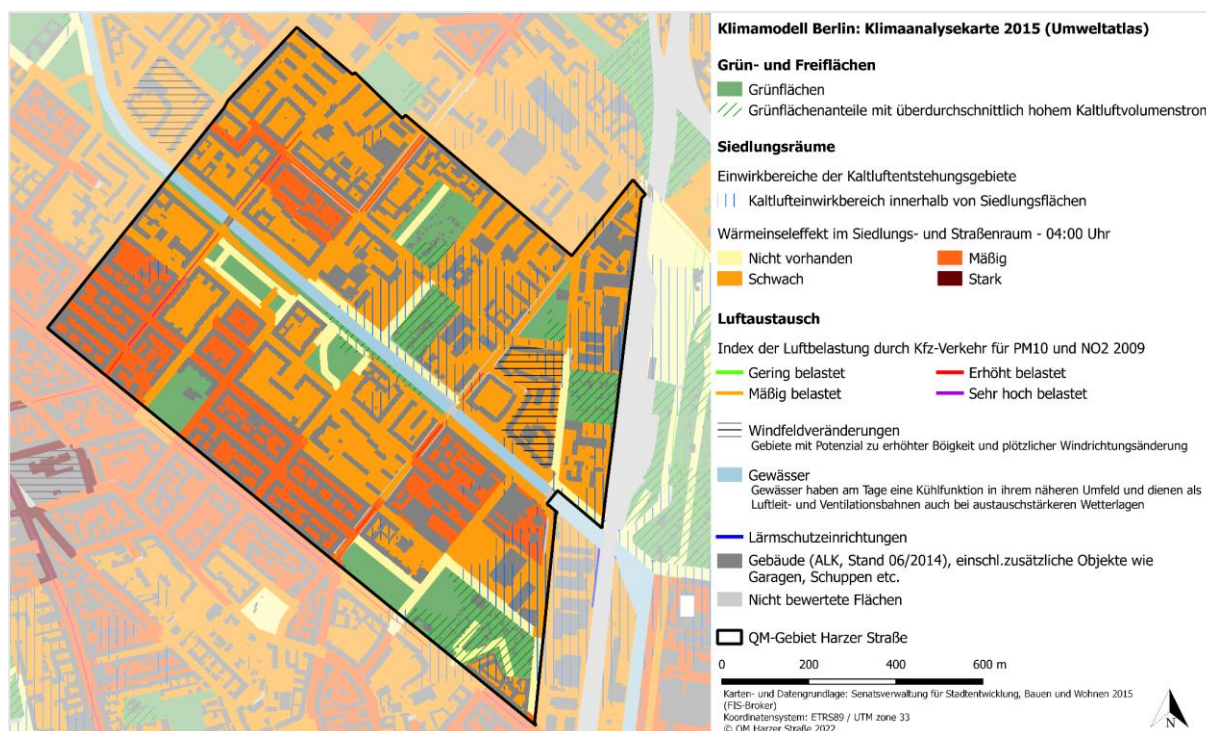 Klimamodell Berlin: Klimaanalysekarte 2015 (Umweltatlas)
Grün- und Freiflächen
Grünflächen
Grünflächenanteile mit überdurchschnittlich hohem Kaltluftvolumenstrom
Siedlungsräume
Einwirkbereiche der Kaltluftentstehungsgebiete
Kaltlufteinwirkbereich innerhalb von Siedlungsflächen
Wärmeinseleffekt im Siedlungs- und Straßenraum - 04:00 Uhr
Nicht vorhanden Mäßig
Schwach Stark
Luftaustausch
Index der Luftbelastung durch Kfz-Verkehr für PM10 und NO2 2009
Gering belastet Erhöht belastet
Mäßig belastet Sehr hoch belastet
Windfeldveränderungen
Gebiete mit Potenzial zu erhöhter Böigkeit und plötzlicher Windrichtungsänderung
Gewässer
Gewässer haben am Tage eine Kühlfunktion in ihrem näheren Umfeld und dienen als
Luftleit- und Ventilationsbahnen auch bei austauschstärkeren Wetterlagen
Lärmschutzeinrichtungen
Gebäude (ALK, Stand 06/2014), einschl.zusätzliche Objekte wie
Garagen, Schuppen etc.
Nicht bewertete Flächen
QM-Gebiet Harzer Straße
0 200 400 600 m
Karten- und Datengrundlage: Senatsverwaltung für Stadtentwicklung, Bauen und Wohnen 2015
(FIS-Broker)
Koordinatensystem: ETRS89 / UTM zone 33
© QM Harzer Straße 2022
N